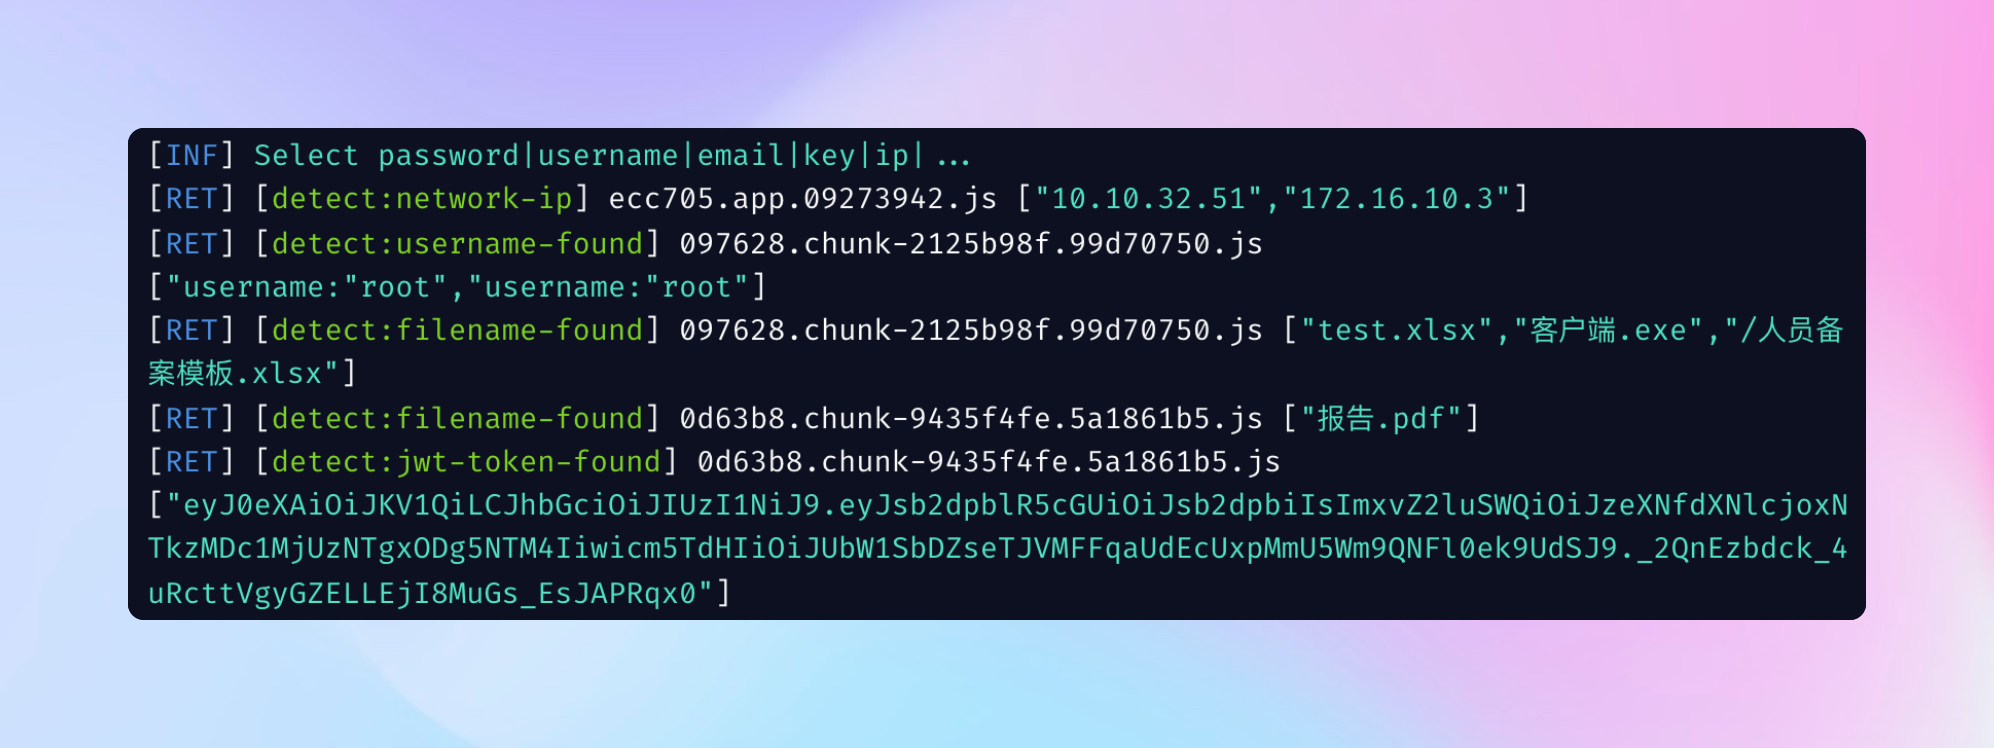 [INF] Select password|username|email|key|ip| ...
[RET] [detect:network-ip] ecc705.app.09273942.js ["10.10.32.51","172.16.10.3"]
[RET] [detect:username-found] 097628.chunk-2125b98f.99d70750.js
["username:"root","username:"root"]
[RET] [detect:filename-found] 097628.chunk-2125b98f.99d70750.js ["test.xlsx","客户端.exe","/人员备
案模板.xlsx"]
[RET] [detect:filename-found] 0d63b8.chunk-9435f4fe.5a1861b5.js ["报告.pdf"]
[RET] [detect:jwt-token-found] 0d63b8.chunk-9435f4fe.5a1861b5.js
["eyJ0eXAiOiJKV1QiLCJhbGciOiJIUzI1NiJ9.eyJsb2dpblR5cGUiOiJsb2dpbiIsImxvZ2luSWQiOiJzeXNfdXNlcjoxN
TkzMDc1MjUzNTgxODg5NTM4Iiwicm5TdHIiOiJUbW1SbDZseTJVMFFqaUdEcUxpMmU5Wm9QNFl0ek9UdSJ9._2QnEzbdck_4
uRcttVgyGZELLEjI8MuGs_EsJAPRqx0"]